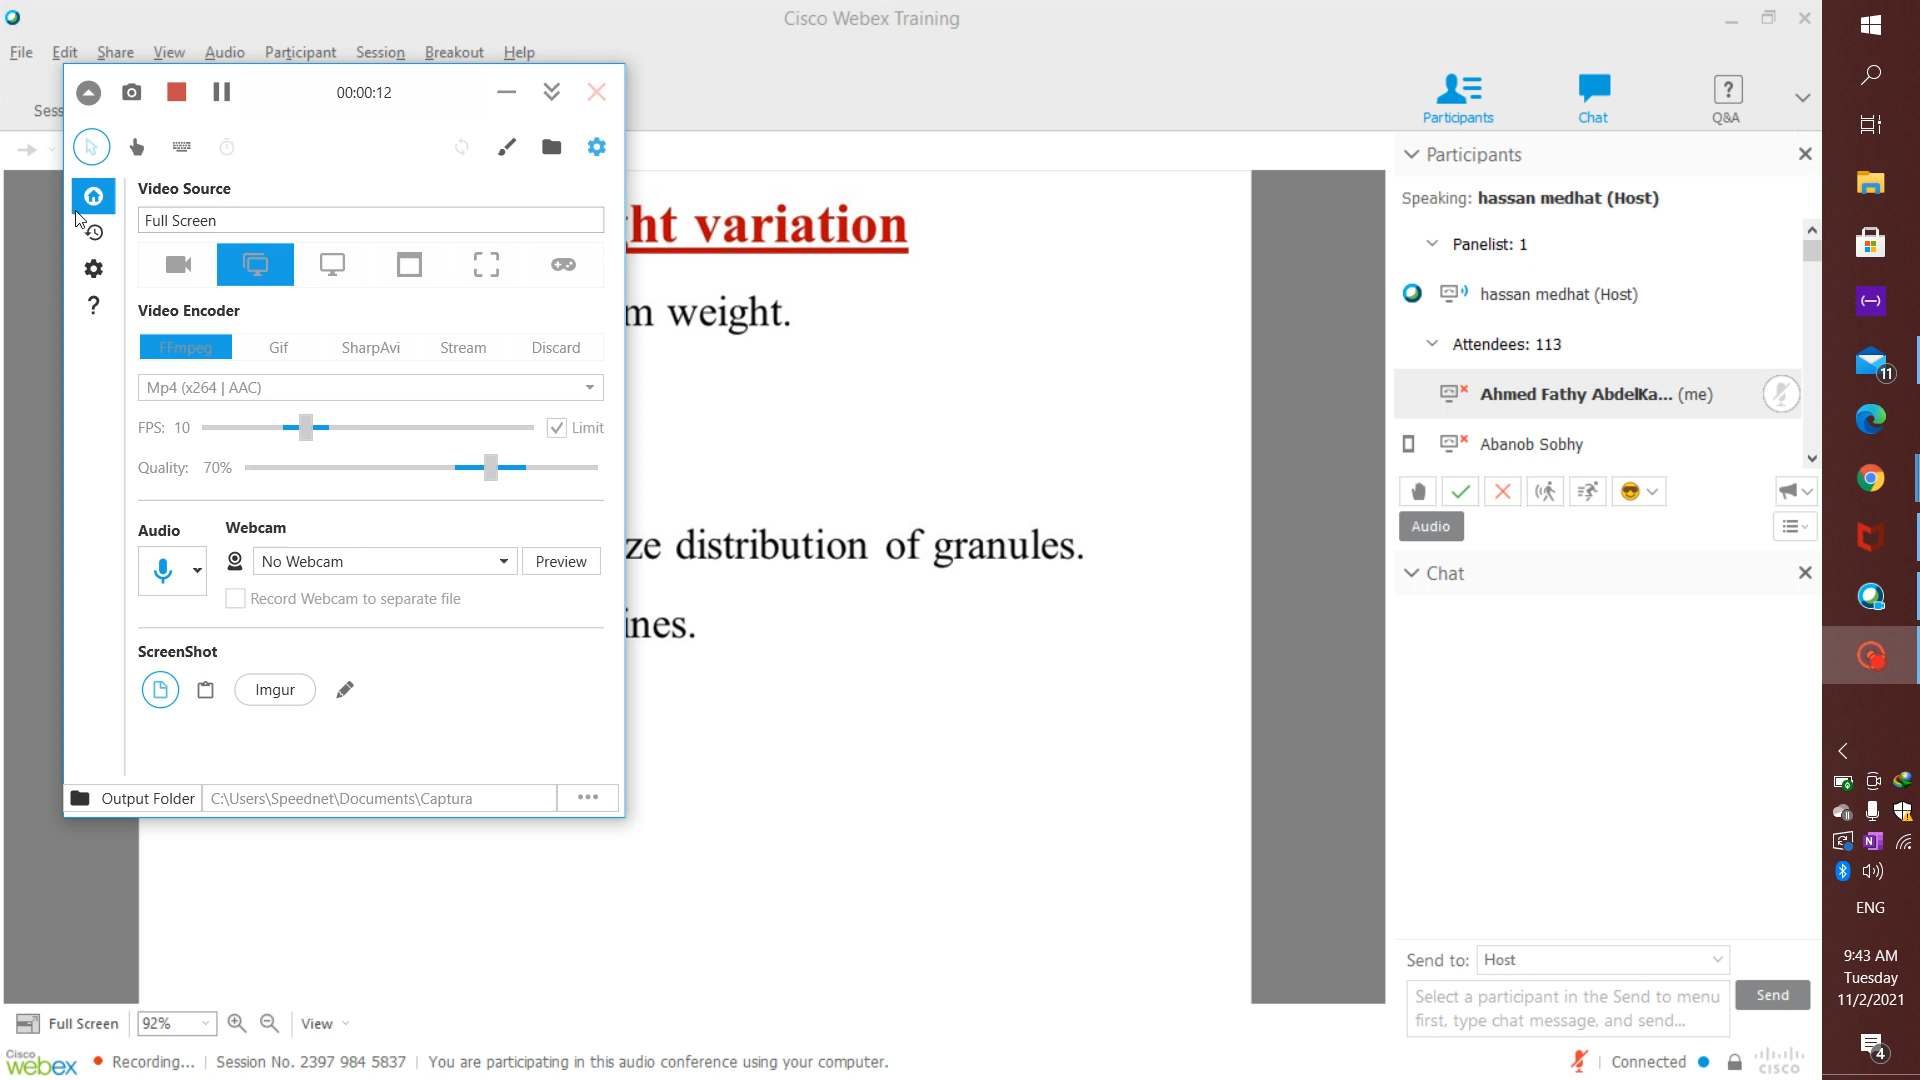 Cisco Webex Training
File Edit Share View Audio Participant Session Breakout Help
00:00:12
Sess
Participants
Chat
?
Q&A
Video Source
Full Screen
Video Encoder
FFmpeg Gif SharpAvi Stream Discard
Mp4 (x264 | AAC)
FPS: 10
Limit
Quality: 70%
Audio
Webcam
No Webcam
Preview
Record Webcam to separate file
ScreenShot
Imgur
Output Folder C:\Users\Speednet\Documents\Captura ...
?
ht variation
m weight.
ze distribution of granules.
ines.
Participants
Speaking: hassan medhat (Host)
Panelist: 1
hassan medhat (Host)
Attendees: 113
Ahmed Fathy AbdelKa... (me)
Abanob Sobhy
Audio
Chat
Send to: Host
Select a participant in the Send to menu
first, type chat message, and send...
Send
Full Screen 92% View
Cisco
webex
Recording... Session No. 2397 984 5837 You are participating in this audio conference using your computer.
Connected
cisco
11
N
ENG
9:43 AM
Tuesday
11/2/2021
4